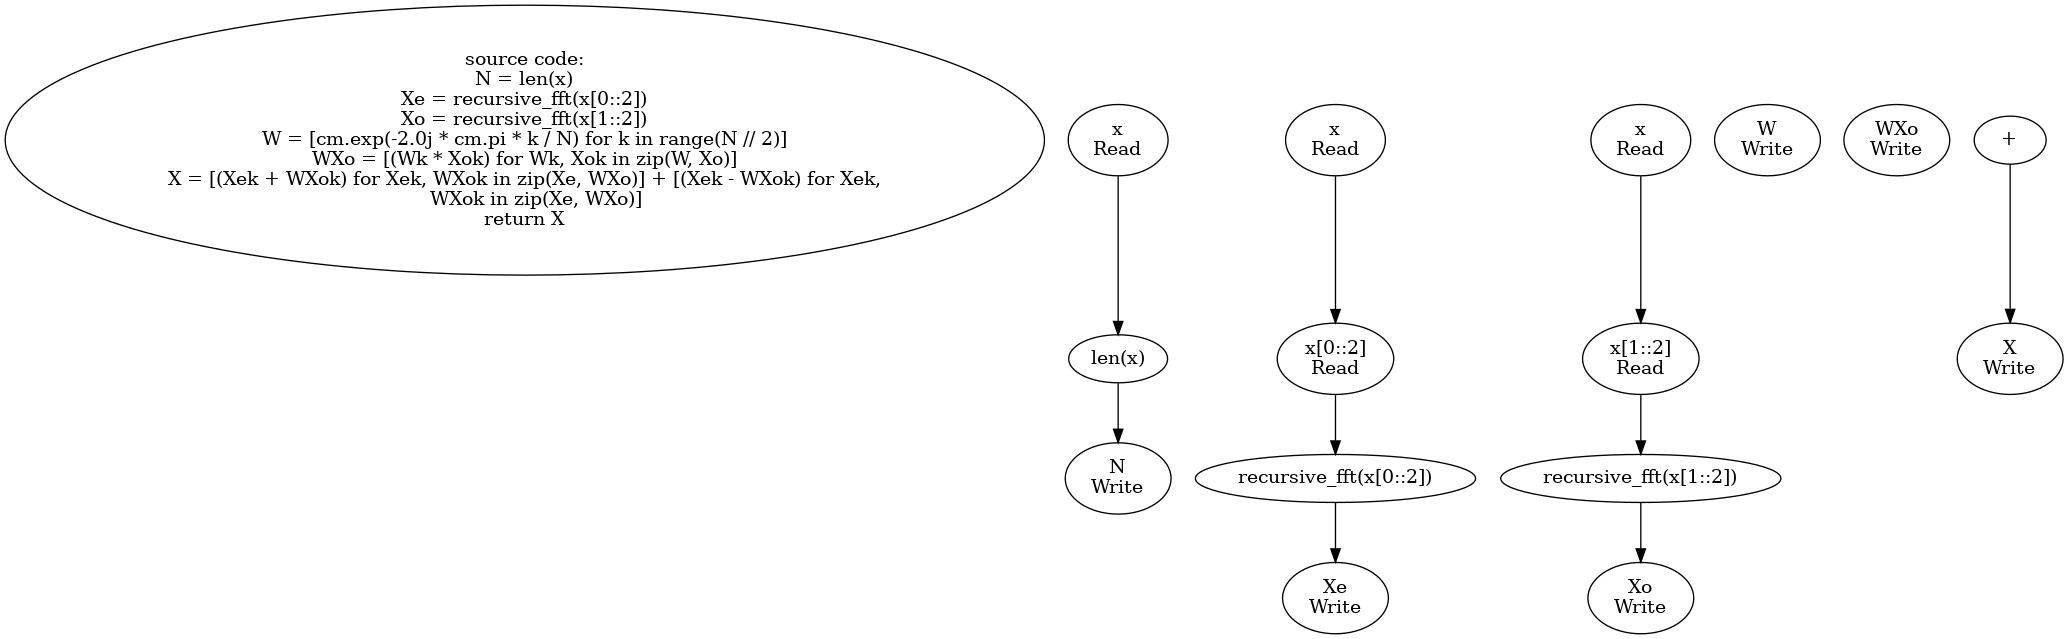 source code:
N = len(x)
Xe = recursive_fft(x[0::2])
Xo = recursive_fft(x[1::2])
W = [cm.exp(-2.0j * cm.pi * k / N) for k in range(N // 2)]
WXo = [(Wk * Xok) for Wk, Xok in zip(W, Xo)]
X = [(Xek + WXok) for Xek, WXok in zip(Xe, WXo)] + [(Xek - WXok) for Xek,
WXok in zip(Xe, WXo)]
return X
x
Read
len(x)
N
Write
x
Read
x[0::2]
Read
recursive_fft(x[0::2])
Xe
Write
x
Read
x[1::2]
Read
recursive_fft(x[1::2])
Xo
Write
W
Write
WXo
Write
+
X
Write